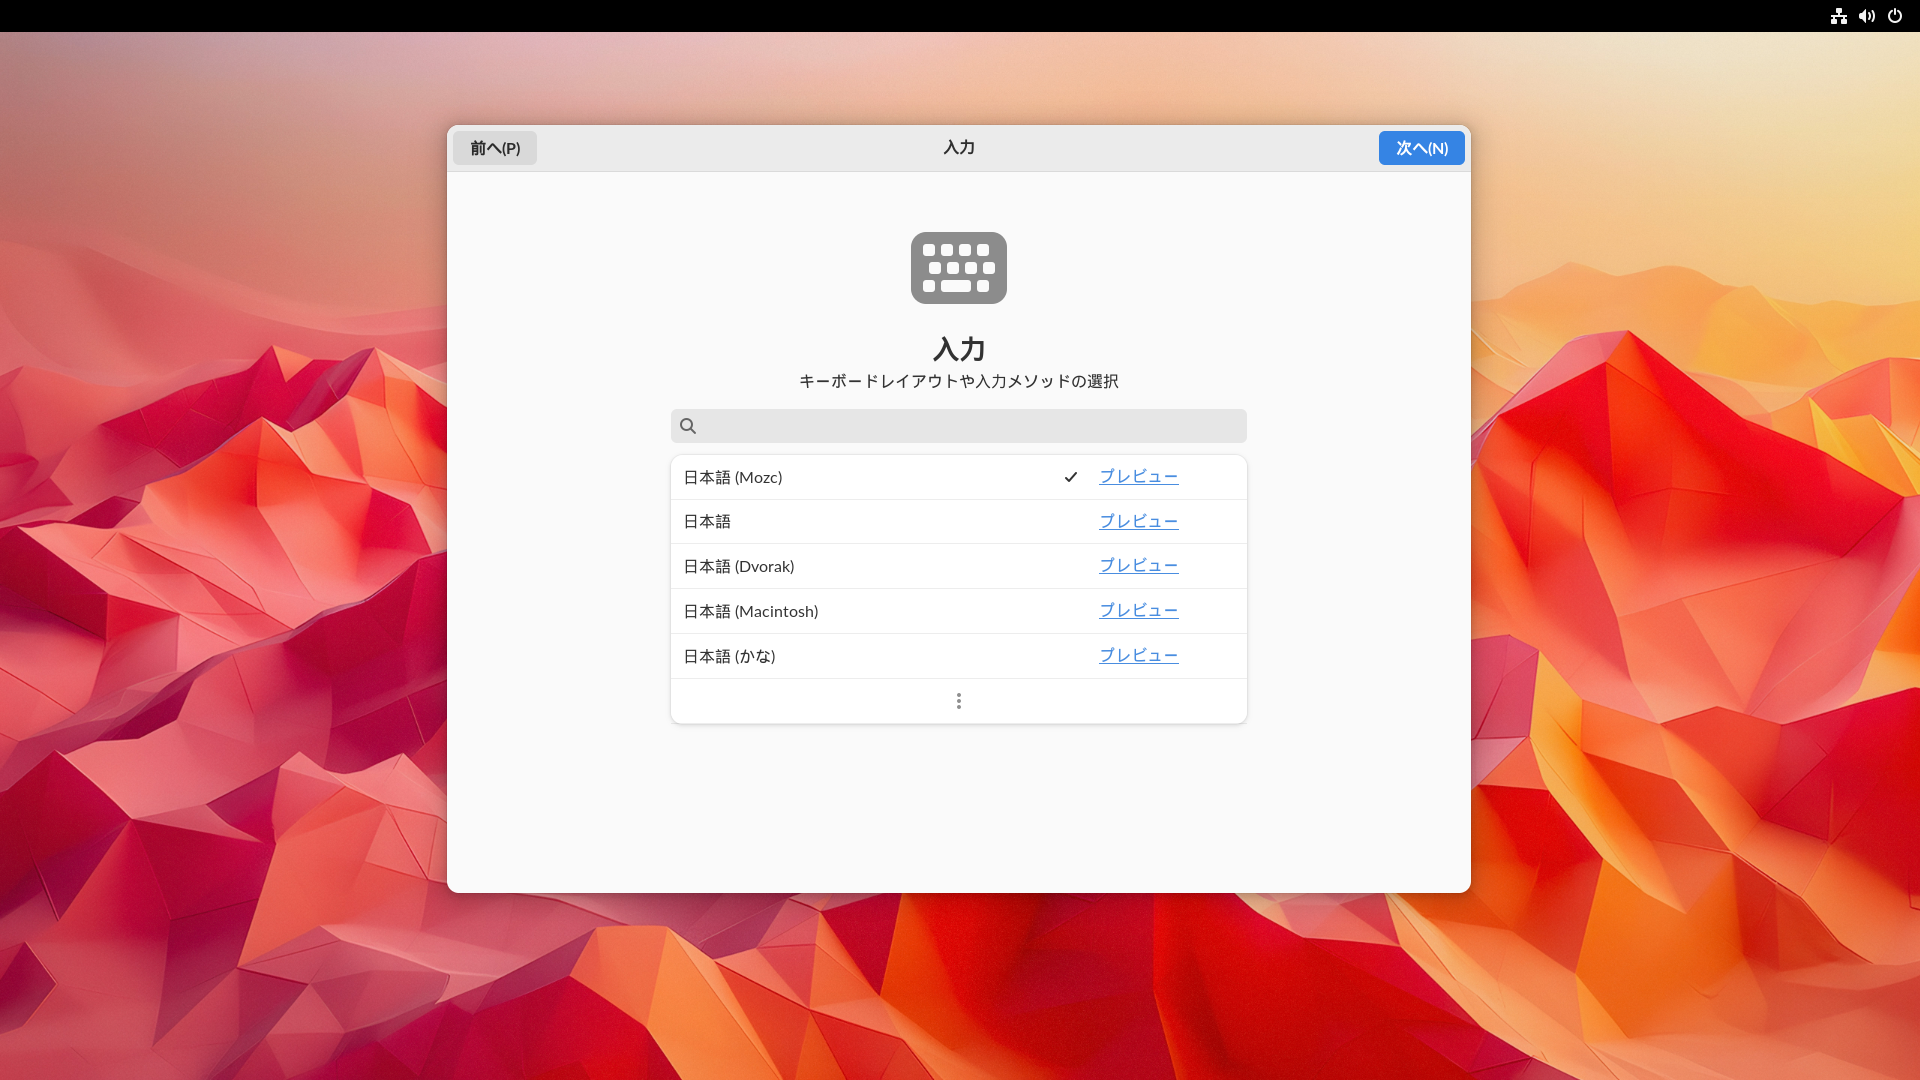 前へ(P)
入力
次へ(N)
入力
キーボードレイアウトや入力メソッドの選択
日本語 (Mozc) プレビュー
日本語 プレビュー
日本語 (Dvorak) プレビュー
日本語 (Macintosh) プレビュー
日本語 (かな) プレビュー